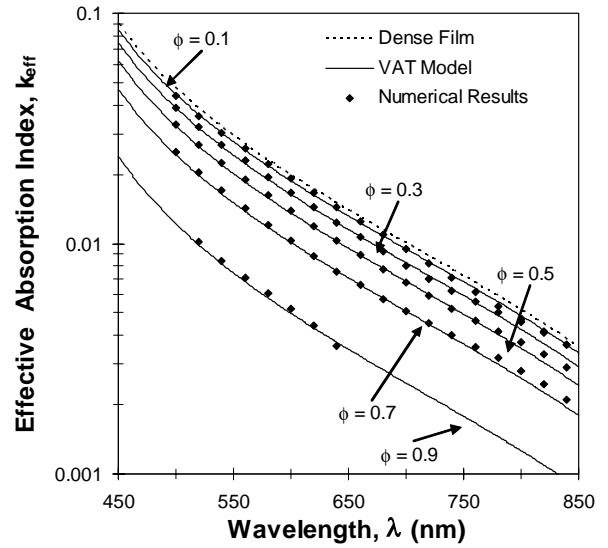 0.1
0.01
0.001
450 550 650 750 850
Effective Absorption Index, k_eff
Wavelength, λ (nm)
Dense Film
VAT Model
Numerical Results
ϕ = 0.1
ϕ = 0.3
ϕ = 0.5
ϕ = 0.7
ϕ = 0.9